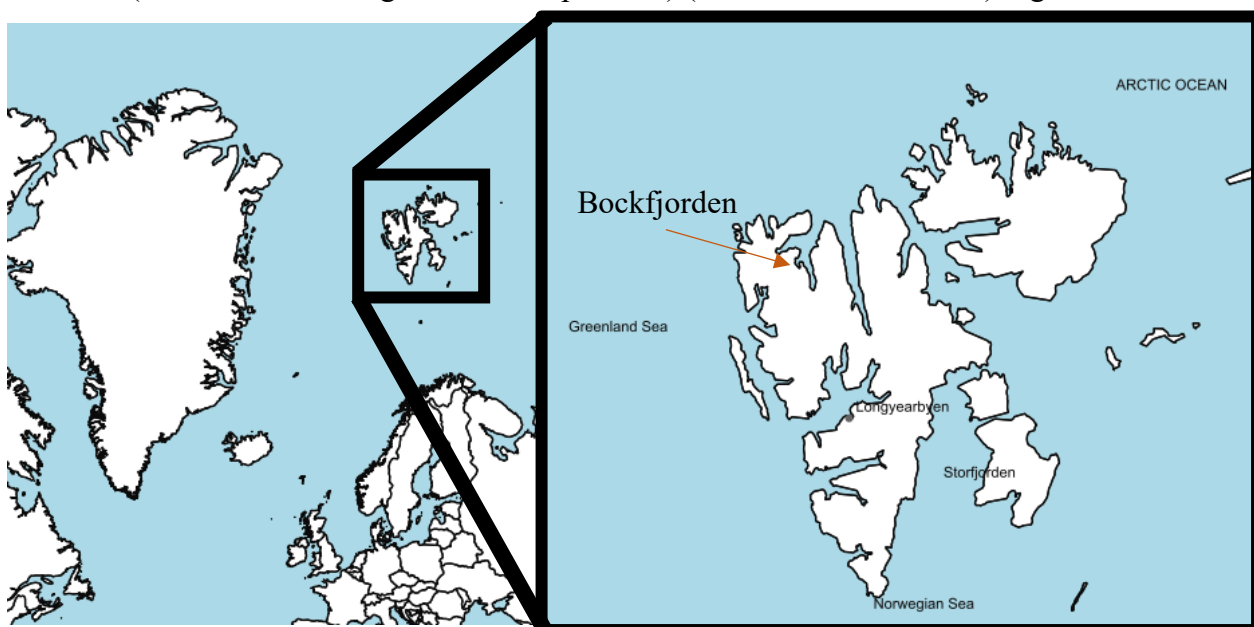 ARCTIC OCEAN
Bockfjorden
Greenland Sea
Longyearbyen
Storfjorden
Norwegian Sea